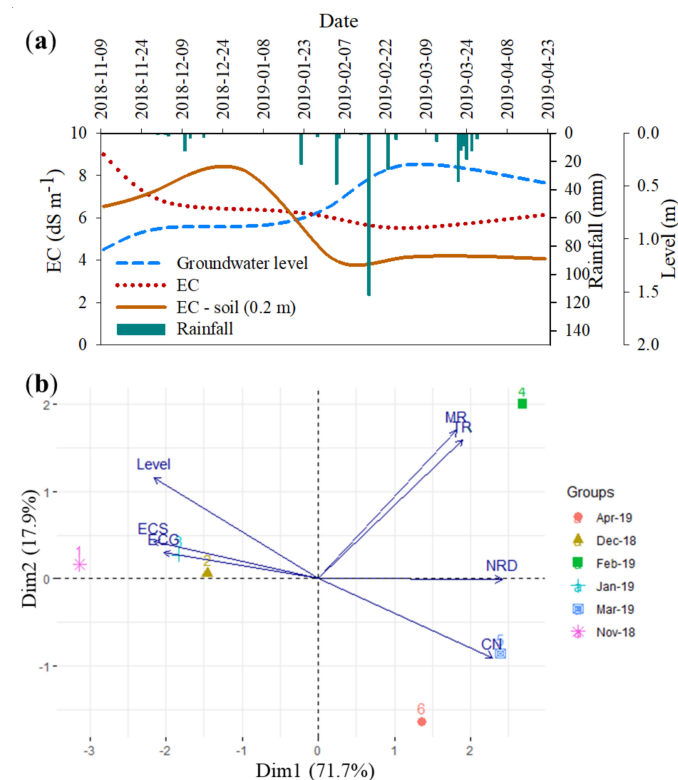 Date
(a)
2018-11-09
2018-11-24
2018-12-09
2018-12-24
2019-01-08
2019-01-23
2019-02-07
2019-02-22
2019-03-09
2019-03-24
2019-04-08
2019-04-23
10
8
6
4
2
0
EC (dS m⁻¹)
0
20
40
60
80
100
120
140
Rainfall (mm)
0.0
0.5
1.0
1.5
2.0
Level (m)
Groundwater level
EC
EC - soil (0.2 m)
Rainfall
(b)
2
1
0
-1
Dim2 (17.9%)
-3
-2
-1
0
1
2
Dim1 (71.7%)
4
MR
TR
Level
ECS
ECG
1
3
2
NRD
CN
5
6
Groups
Apr-19
Dec-18
Feb-19
Jan-19
Mar-19
Nov-18